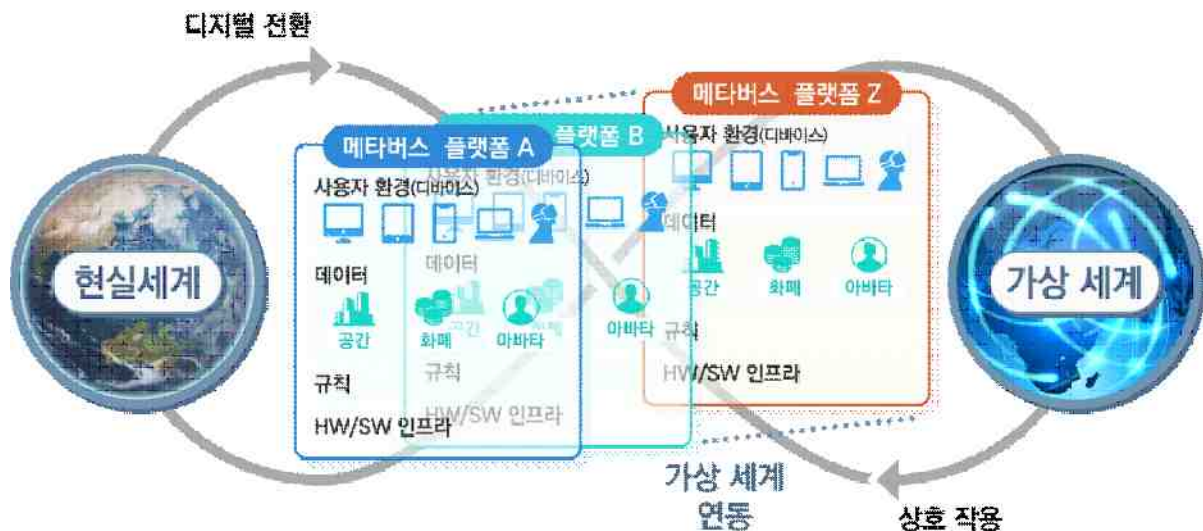 디지털 전환
메타버스 플랫폼 Z
사용자 환경(디바이스)
데이터
공간 화폐 아바타
규칙
HW/SW 인프라
플랫폼 B
사용자 환경(디바이스)
데이터
공간 화폐 아바타
규칙
HW/SW 인프라
메타버스 플랫폼 A
사용자 환경(디바이스)
데이터
공간 화폐 아바타
규칙
HW/SW 인프라
현실세계
가상 세계
가상 세계
연동
상호 작용